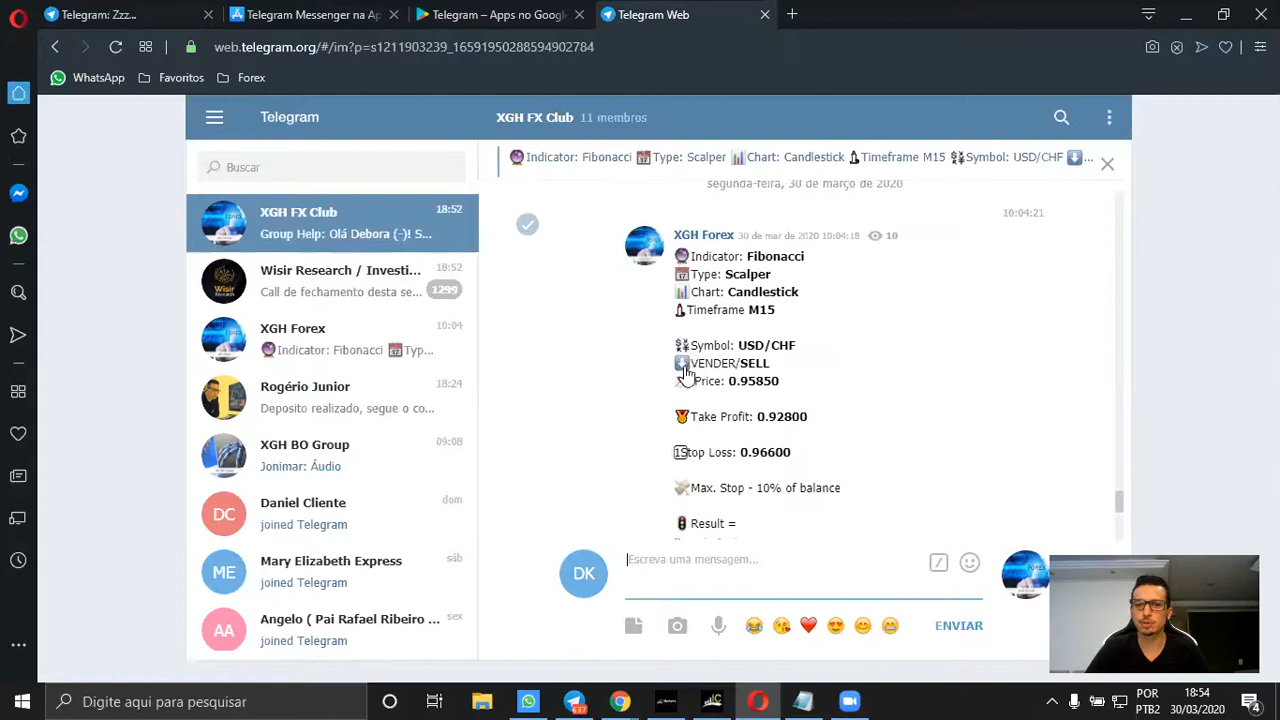 Telegram: Zzz...
Telegram Messenger na Ap
Telegram – Apps no Google
Telegram Web
web.telegram.org/#/im?p=s1211903239_16591950288594902784
WhatsApp
Favoritos
Forex
Telegram
XGH FX Club 11 membros
Buscar
Indicator: Fibonacci Type: Scalper Chart: Candlestick Timeframe M15 Symbol: USD/CHF ...
XGH FX Club 18:52
Group Help: Olá Debora (-)! S...
Wisir Research / Investi... 18:52
Call de fechamento desta se... 1299
XGH Forex 10:04
Indicator: Fibonacci Typ...
Rogério Junior 18:24
Deposito realizado, segue o co...
XGH BO Group 09:08
Jonimar: Áudio
Daniel Cliente dom
DC
joined Telegram
Mary Elizabeth Express sáb
ME
joined Telegram
Angelo ( Pai Rafael Ribeiro ... sex
AA
joined Telegram
segunda-feira, 30 de março de 2020
10:04:21
XGH Forex 30 de mar de 2020 10:04:18 10
Indicator: Fibonacci
Type: Scalper
Chart: Candlestick
Timeframe M15
Symbol: USD/CHF
VENDER/SELL
Price: 0.95850
Take Profit: 0.92800
Stop Loss: 0.96600
Max. Stop - 10% of balance
Result =
DK
Escreva uma mensagem...
ENVIAR
Digite aqui para pesquisar
637
POR
PTB2
18:54
30/03/2020
4